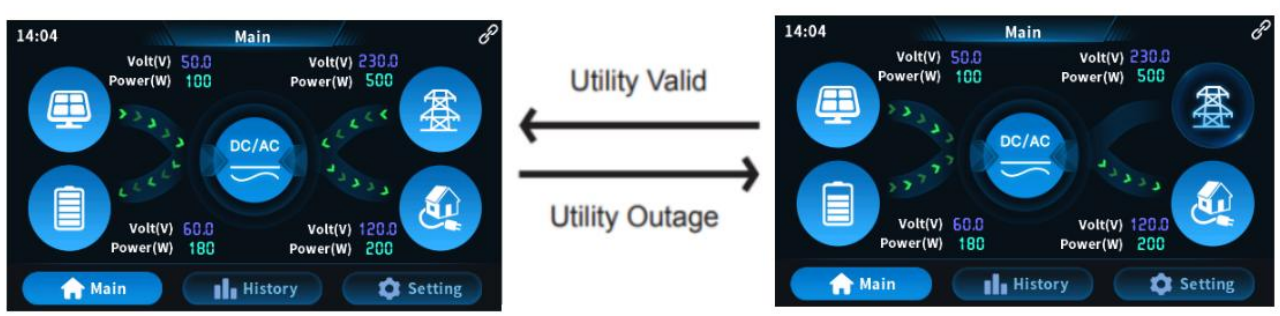 14:04 Main
Volt(V) 50.0 Volt(V) 230.0
Power(W) 100 Power(W) 500
DC/AC
Volt(V) 60.0 Volt(V) 120.0
Power(W) 180 Power(W) 200
Main History Setting
Utility Valid
Utility Outage
14:04 Main
Volt(V) 50.0 Volt(V) 230.0
Power(W) 100 Power(W) 500
DC/AC
Volt(V) 60.0 Volt(V) 120.0
Power(W) 180 Power(W) 200
Main History Setting